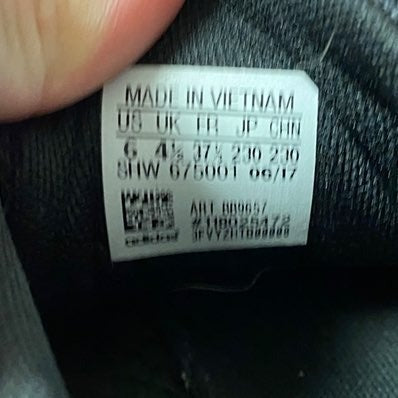 MADE IN VIETNAM
US UK FR JP CHN
6 4½ 37⅓ 230 230
SHW 675001 06/17
ART BB9657